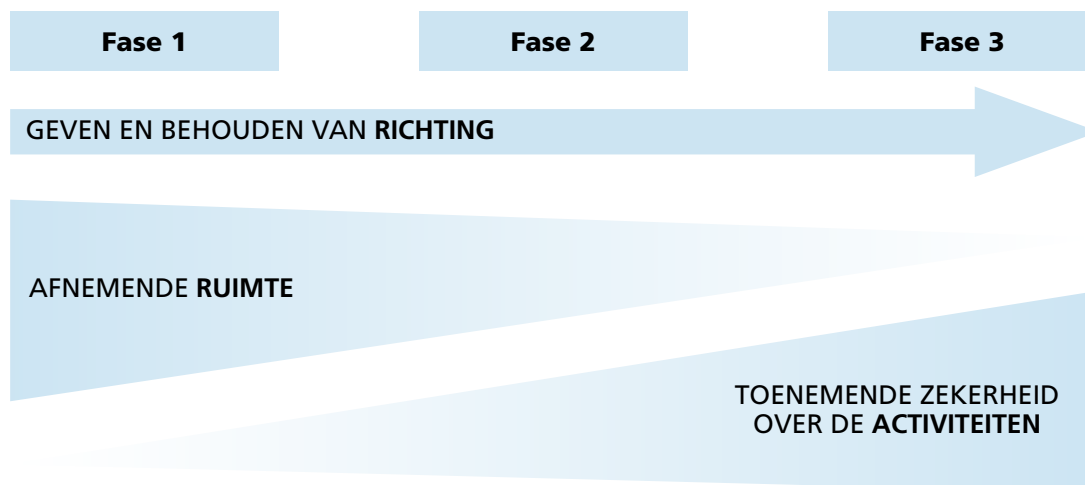 Fase 1 Fase 2 Fase 3
GEVEN EN BEHOUDEN VAN RICHTING
AFNEMENDE RUIMTE
TOENEMENDE ZEKERHEID
OVER DE ACTIVITEITEN